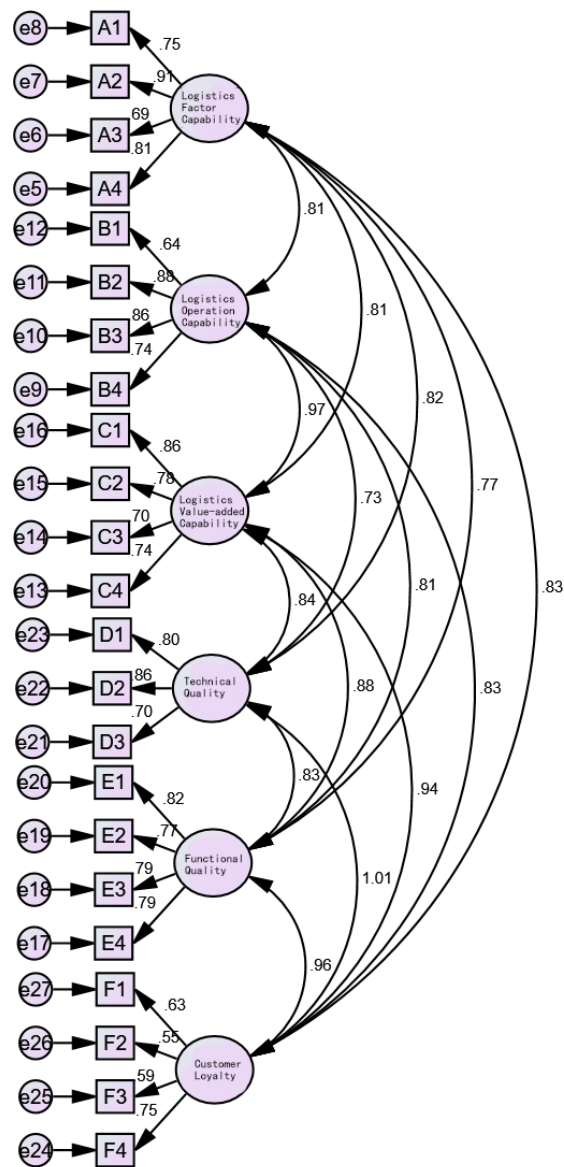 e8 A1
.75
e7 A2
.91
Logistics
Factor
Capability
e6 A3
.69
.81
e5 A4
e12 B1
.81
.64
e11 B2
.88
Logistics
Operation
Capability
.81
e10 B3
.86
.74
e9 B4
.82
e16 C1
.97
.86
e15 C2
.78
.77
Logistics
Value-added
Capability
.73
e14 C3
.70
.74
e13 C4
.84
.81
.83
e23 D1
.80
e22 D2
.86
Technical
Quality
.88
.83
.70
e21 D3
e20 E1
.83
.94
.82
e19 E2
.77
Functional
Quality
1.01
e18 E3
.79
.79
e17 E4
.96
e27 F1
.63
e26 F2
.55
Customer
Loyalty
e25 F3
.59
.75
e24 F4